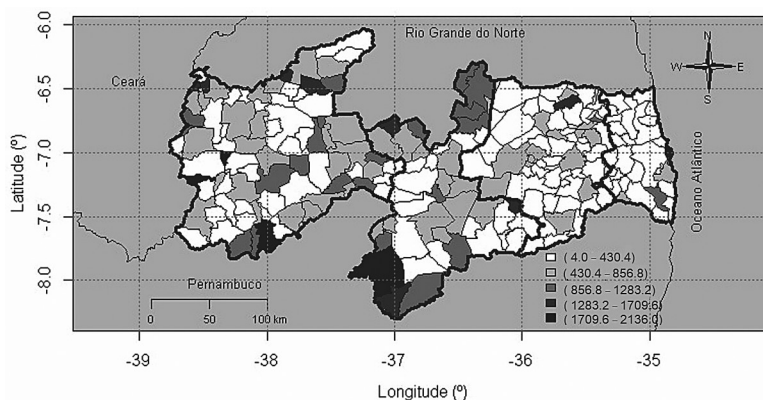 -6.0
Rio Grande do Norte
N
W E
S
Ceará
-6.5
Latitude (º)
-7.0
Oceano Atlântico
-7.5
( 4.0 - 430.4)
( 430.4 - 856.8)
-8.0
( 856.8 - 1283.2)
Pernambuco
( 1283.2 - 1709.6)
( 1709.6 - 2136.0)
0 50 100 km
-39 -38 -37 -36 -35
Longitude (º)